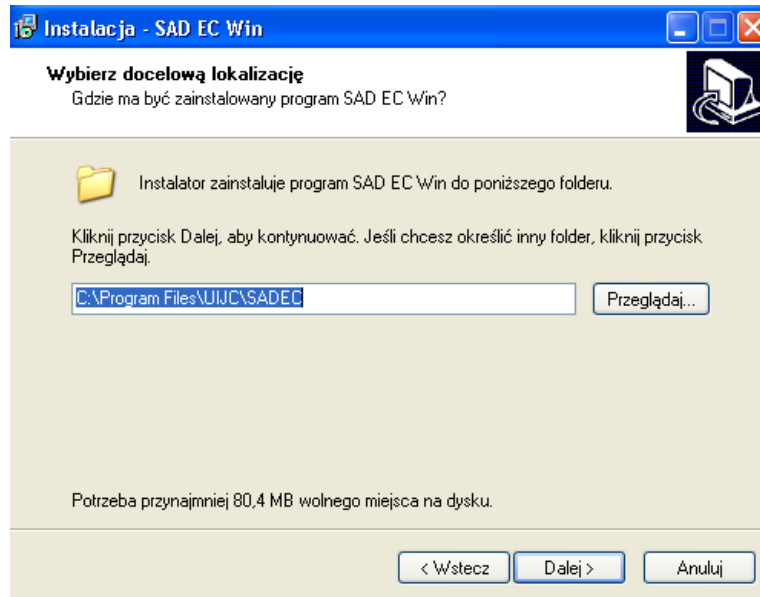 Instalacja - SAD EC Win
Wybierz docelową lokalizację
Gdzie ma być zainstalowany program SAD EC Win?
Instalator zainstaluje program SAD EC Win do poniższego folderu.
Kliknij przycisk Dalej, aby kontynuować. Jeśli chcesz określić inny folder, kliknij przycisk
Przeglądaj.
C:\Program Files\UIJC\SADEC
Przeglądaj...
Potrzeba przynajmniej 80,4 MB wolnego miejsca na dysku.
< Wstecz
Dalej >
Anuluj